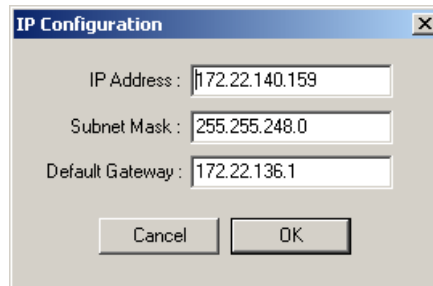 IP Configuration
IP Address : 172.22.140.159
Subnet Mask : 255.255.248.0
Default Gateway : 172.22.136.1
Cancel OK